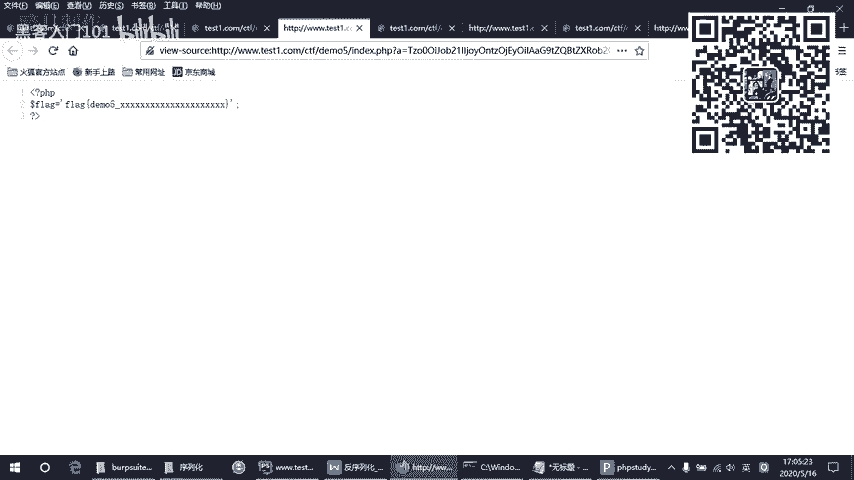 文件(F) 编辑(E) 查看(V) 历史(S) 书签(B) 工具(T) 帮助(H)
黑客入门101 bilibili
test1.com/ctf/ http://www.test1.c test1.com/ctf/ http://www.test1.c test1.com/ctf/
view-source:http://www.test1.com/ctf/demo5/index.php?a=
火狐官方站点 新手上路 常用网址 JD 京东商城
书签
1 <?php
2 $flag='flag{demo5_xxxxxxxxxxxxxxxxxxxxx}';
3 ?>
burpsuite... 序列化 www.test... 反序列化_... http://ww... C:\Windo... *无标题 - ... phpstudy... 英 17:05:23
2020/5/16